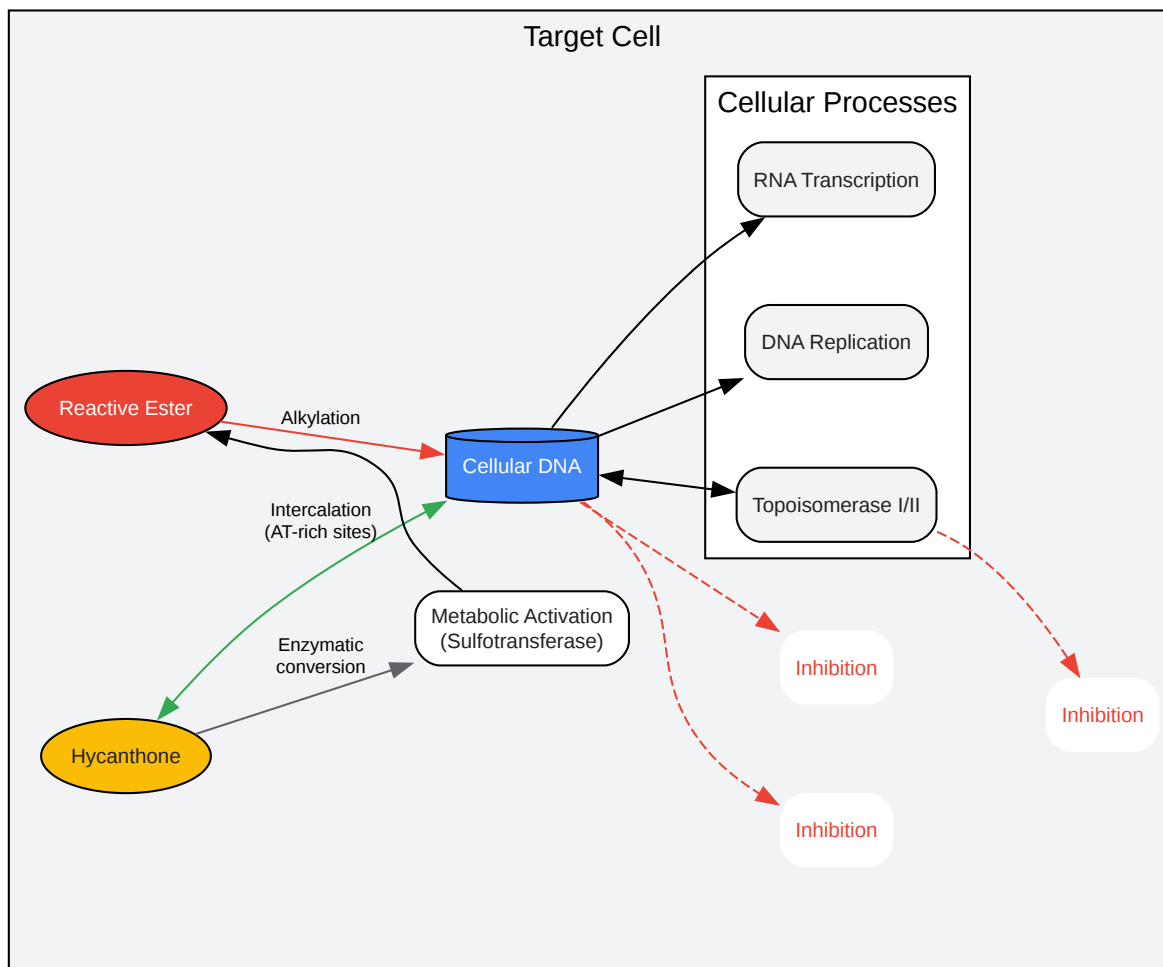 Target Cell
Cellular Processes
RNA Transcription
DNA Replication
Reactive Ester
Alkylation
Cellular DNA
Topoisomerase I/II
Intercalation
(AT-rich sites)
Metabolic Activation
(Sulfotransferase)
Enzymatic
conversion
Inhibition
Inhibition
Hycanthone
Inhibition